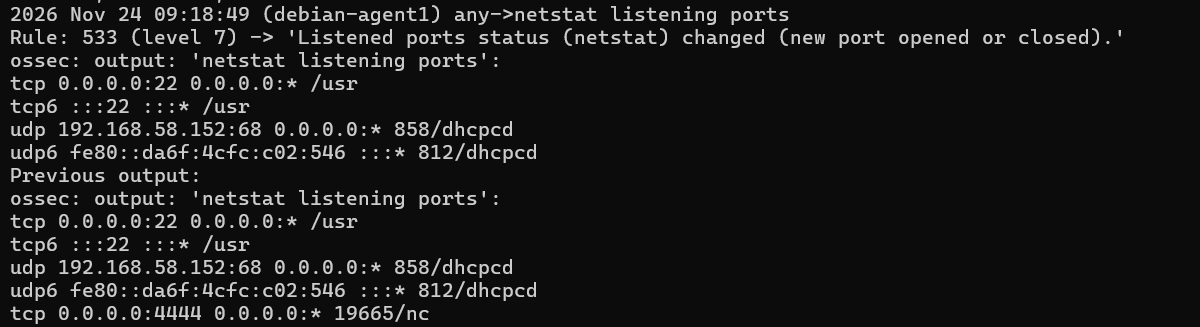 2026 Nov 24 09:18:49 (debian-agent1) any->netstat listening ports
Rule: 533 (level 7) -> 'Listened ports status (netstat) changed (new port opened or closed).'
ossec: output: 'netstat listening ports':
tcp 0.0.0.0:22 0.0.0.0:* /usr
tcp6 :::22 :::* /usr
udp 192.168.58.152:68 0.0.0.0:* 858/dhcpcd
udp6 fe80::da6f:4cfc:c02:546 :::* 812/dhcpcd
Previous output:
ossec: output: 'netstat listening ports':
tcp 0.0.0.0:22 0.0.0.0:* /usr
tcp6 :::22 :::* /usr
udp 192.168.58.152:68 0.0.0.0:* 858/dhcpcd
udp6 fe80::da6f:4cfc:c02:546 :::* 812/dhcpcd
tcp 0.0.0.0:4444 0.0.0.0:* 19665/nc